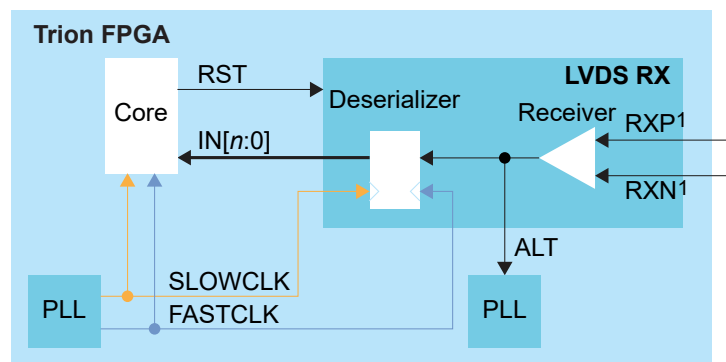 Trion FPGA
LVDS RX
RST
Deserializer
Receiver
Core
RXP1
IN[n:0]
RXN1
ALT
SLOWCLK
PLL
FASTCLK
PLL